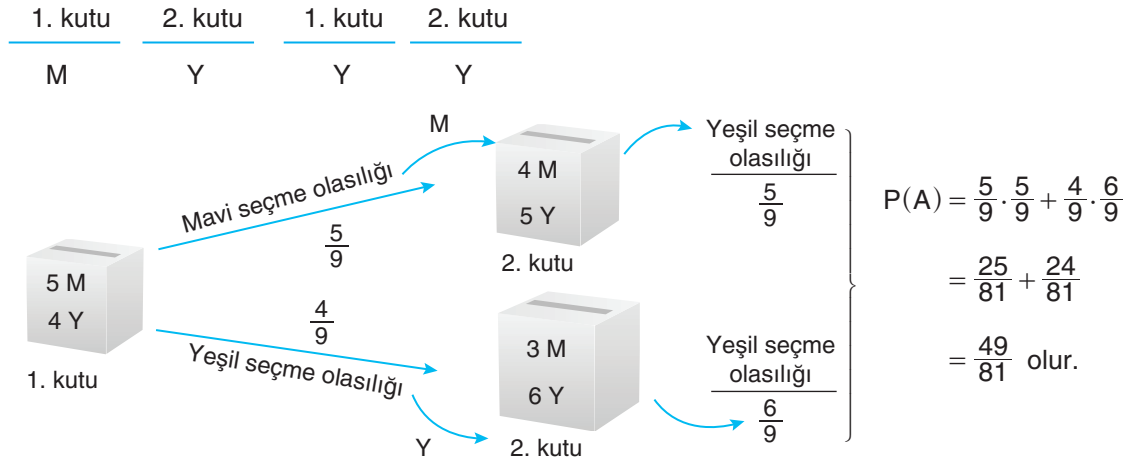 1. kutu 2. kutu 1. kutu 2. kutu
M Y Y Y
M
Mavi seçme olasılığı
5/9
4 M
5 Y
2. kutu
Yeşil seçme
olasılığı
5/9
5 M
4 Y
1. kutu
4/9
Yeşil seçme olasılığı
Y
3 M
6 Y
2. kutu
Yeşil seçme
olasılığı
6/9
P(A) = 5/9 . 5/9 + 4/9 . 6/9
= 25/81 + 24/81
= 49/81 olur.